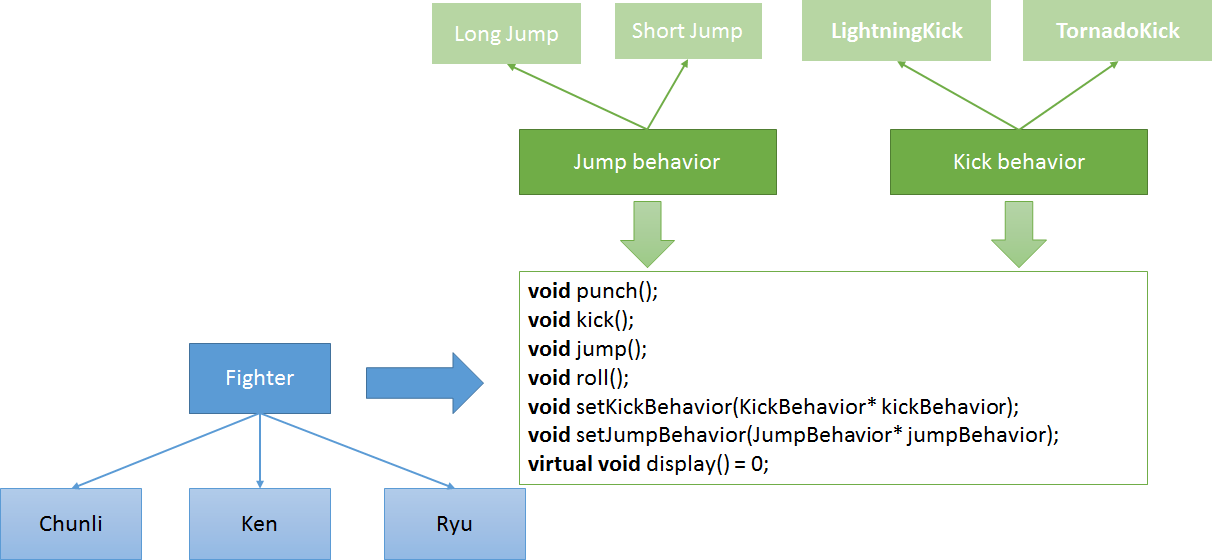 Long Jump
Short Jump
LightningKick
TornadoKick
Jump behavior
Kick behavior
void punch();
void kick();
void jump();
void roll();
void setKickBehavior(KickBehavior* kickBehavior);
void setJumpBehavior(JumpBehavior* jumpBehavior);
virtual void display() = 0;
Fighter
Chunli
Ken
Ryu